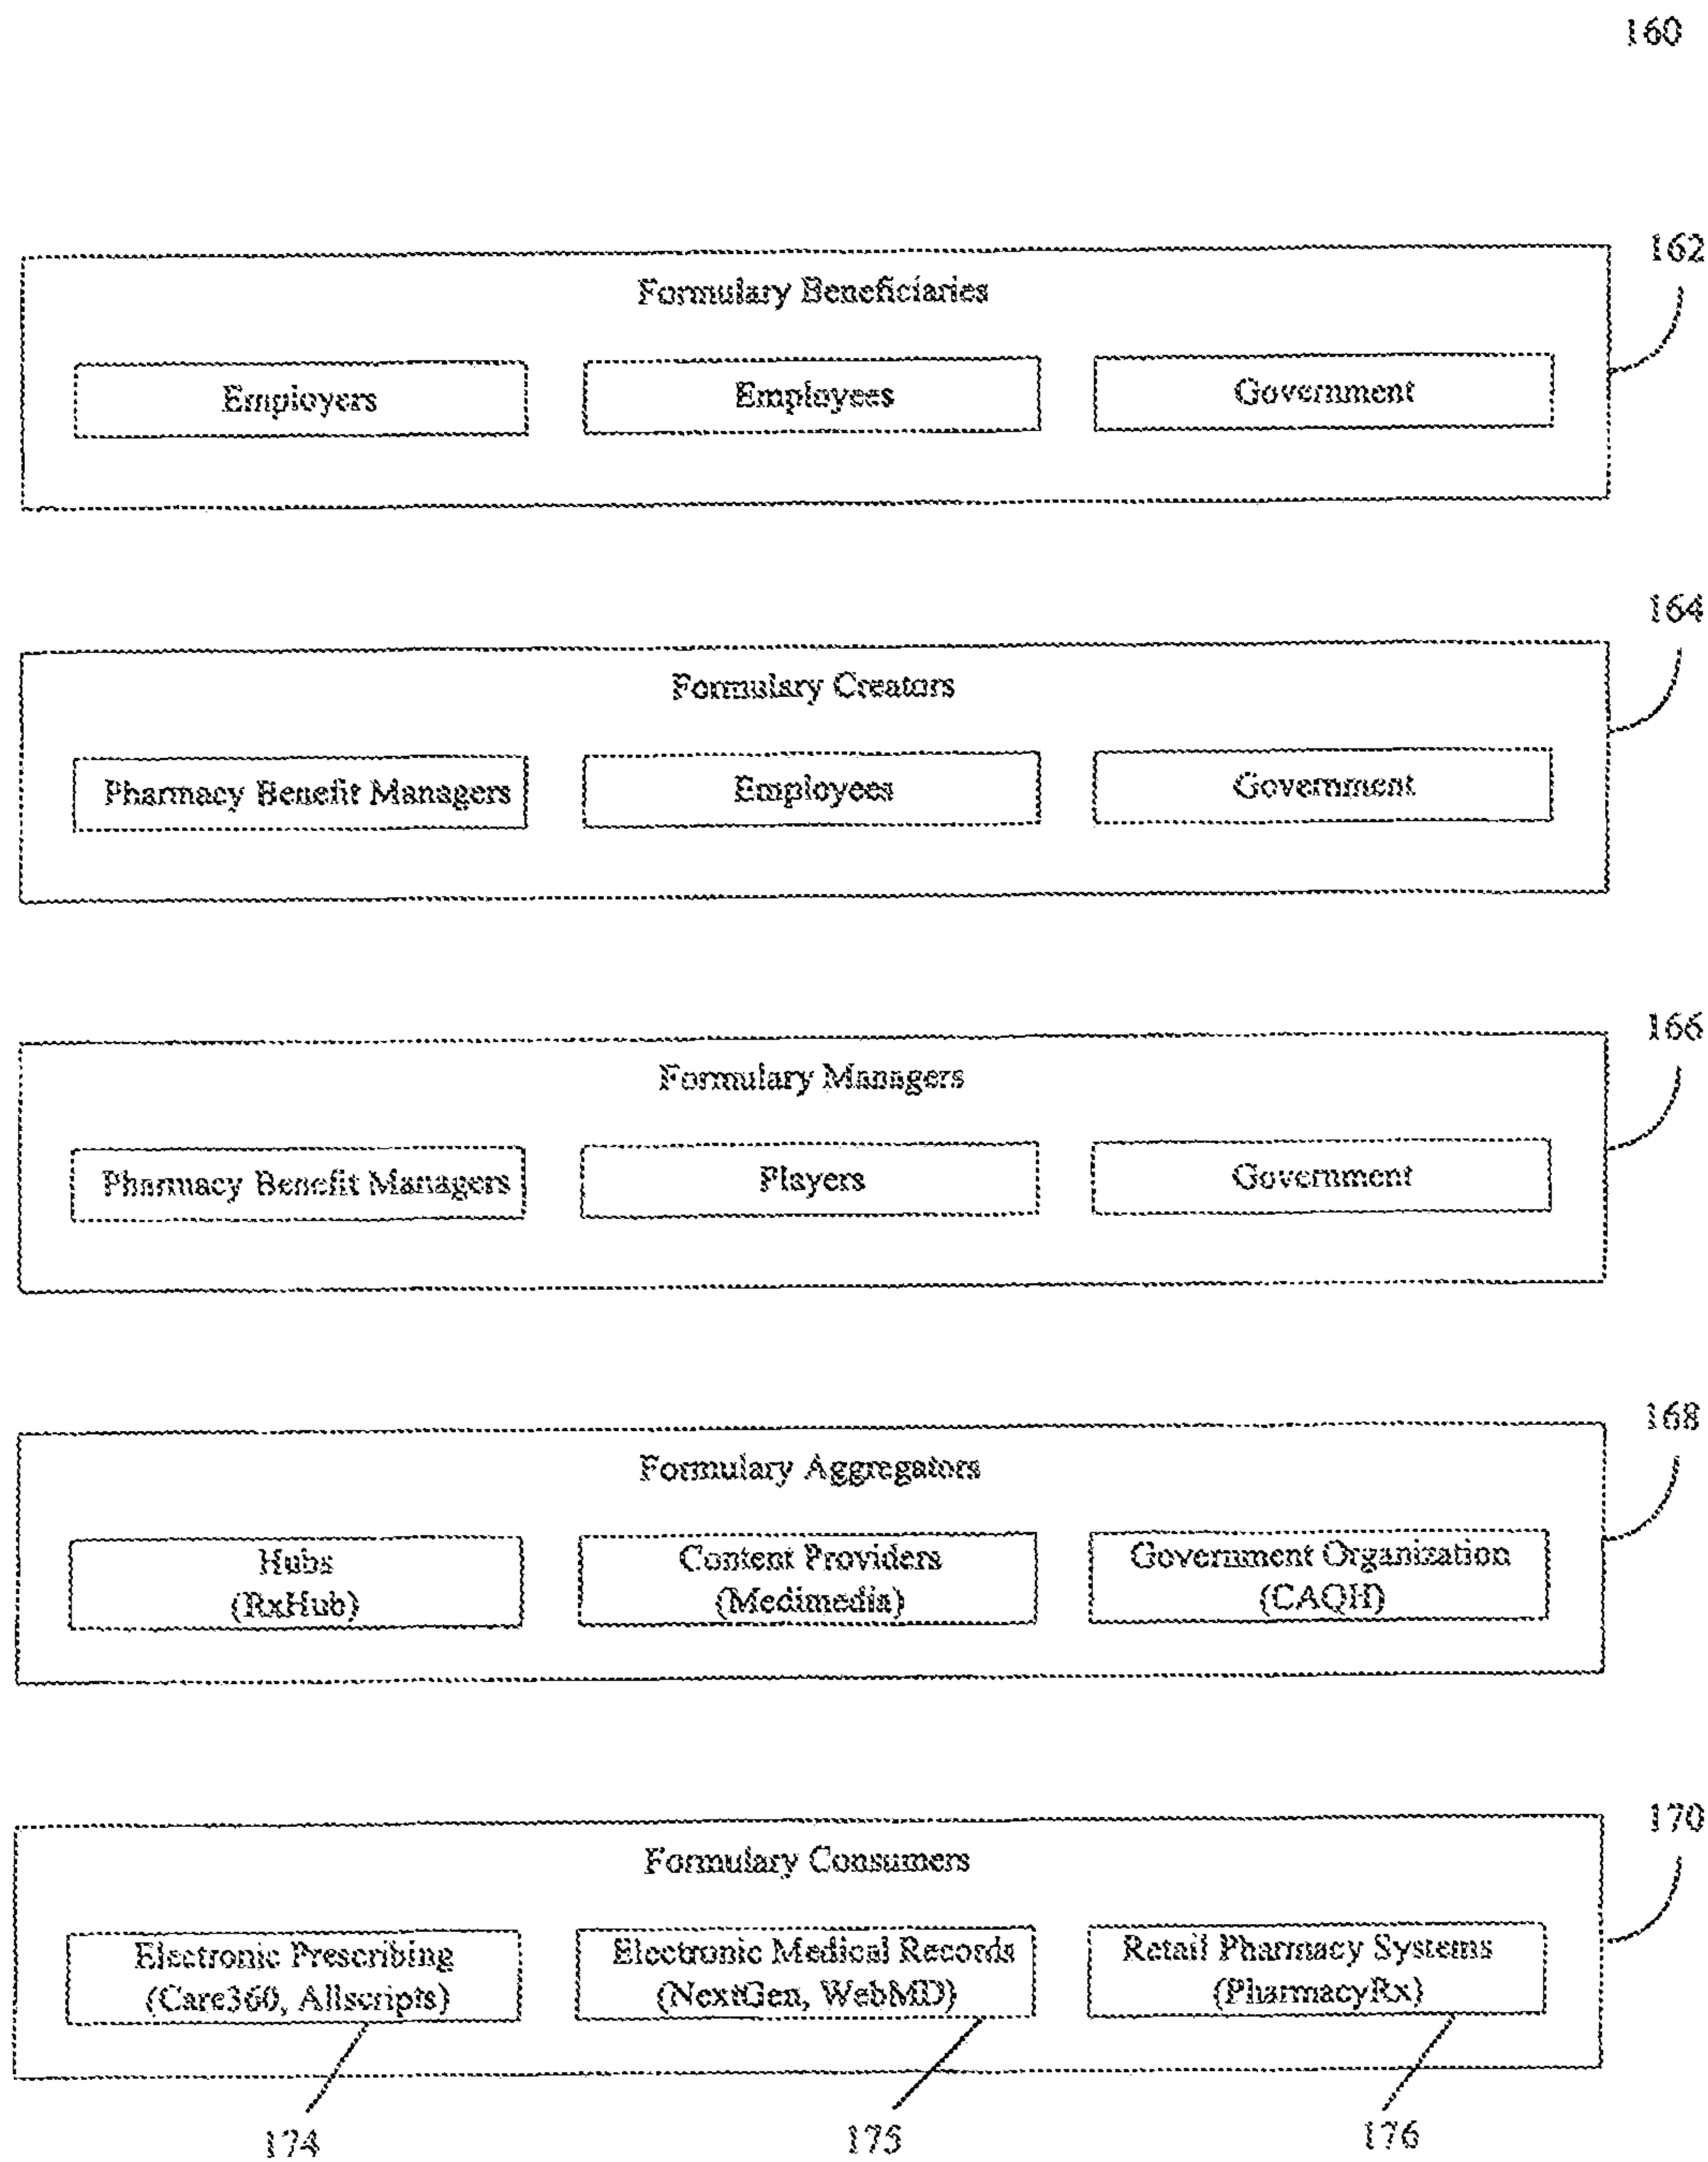 160
162
Formulary Beneficiaries
Employers
Employees
Government
164
Formulary Creators
Pharmacy Benefit Managers
Employees
Government
166
Formulary Managers
Pharmacy Benefit Managers
Players
Government
168
Formulary Aggregators
Hubs
(RxHub)
Content Providers
(Medimedia)
Government Organization
(CAQH)
170
Formulary Consumers
Electronic Prescribing
(Care360, Allscripts)
Electronic Medical Records
(NextGen, WebMD)
Retail Pharmacy Systems
(PharmacyRx)
174
175
176